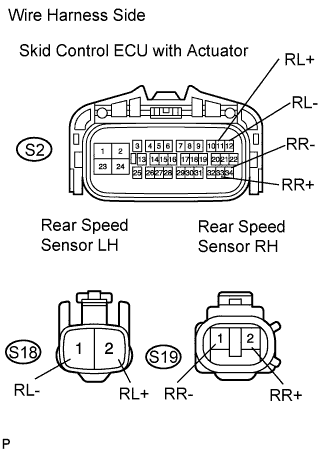 Wire Harness Side
Skid Control ECU with Actuator
RL+
RL-
RR-
RR+
S2
1 2 3 4 5 6 7 8 9 10 11 12
13 14 15 16 17 18 19 20 21 22
23 24 25 26 27 28 29 30 31 32 33 34
Rear Speed
Sensor LH
Rear Speed
Sensor RH
S18
1 2
RL-
RL+
S19
1 2
RR-
RR+
P